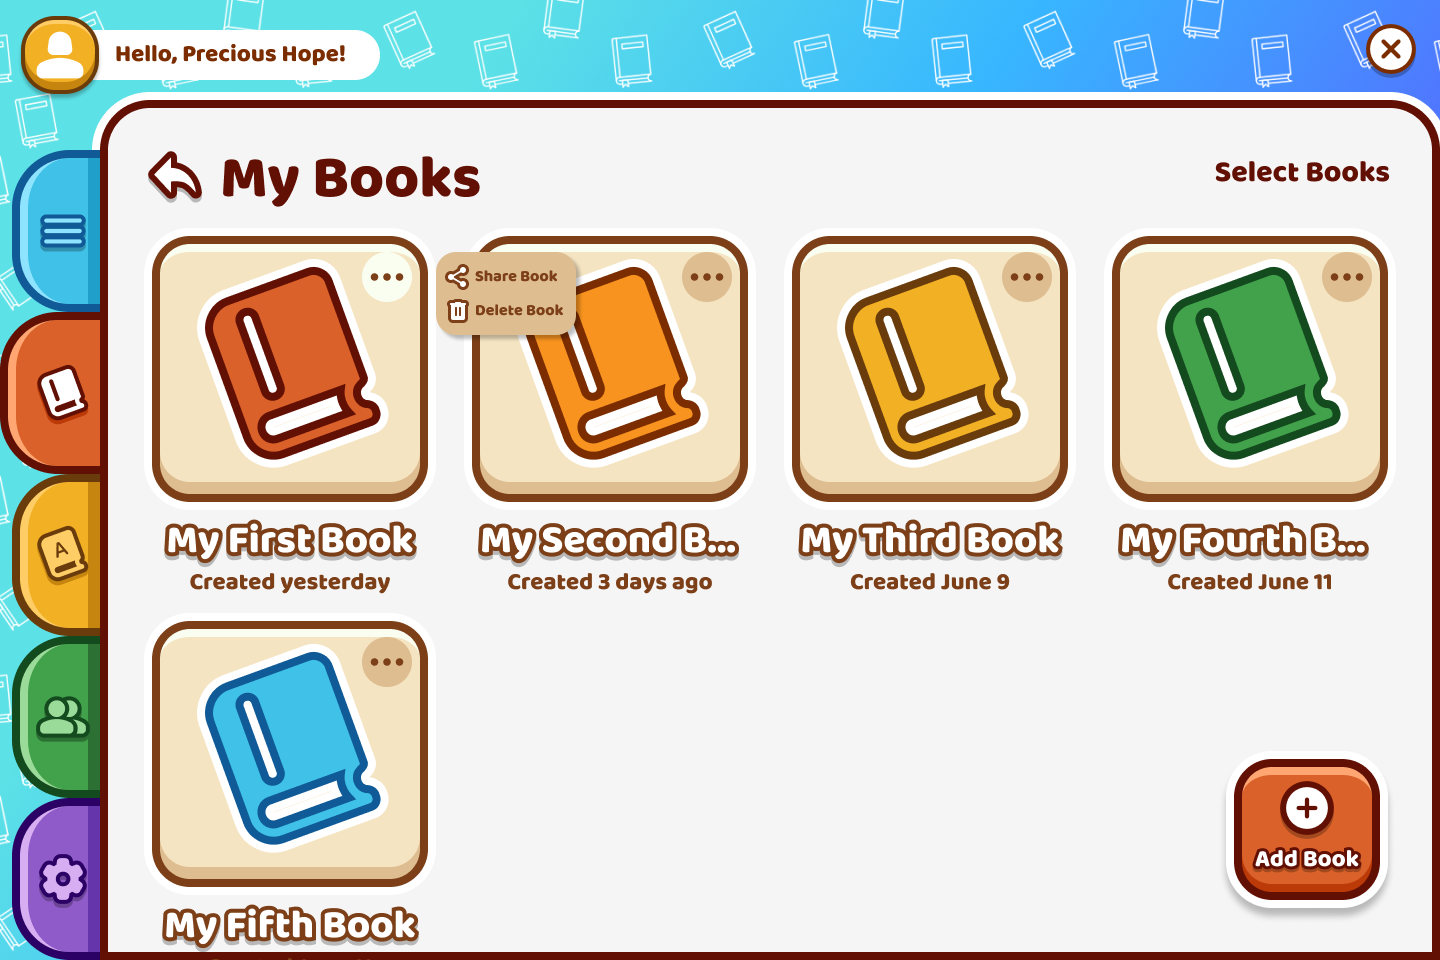 Hello, Precious Hope!
My Books
Select Books
Share Book
Delete Book
My First Book
Created yesterday
My Second B...
Created 3 days ago
My Third Book
Created June 9
My Fourth B...
Created June 11
A
My Fifth Book
Add Book